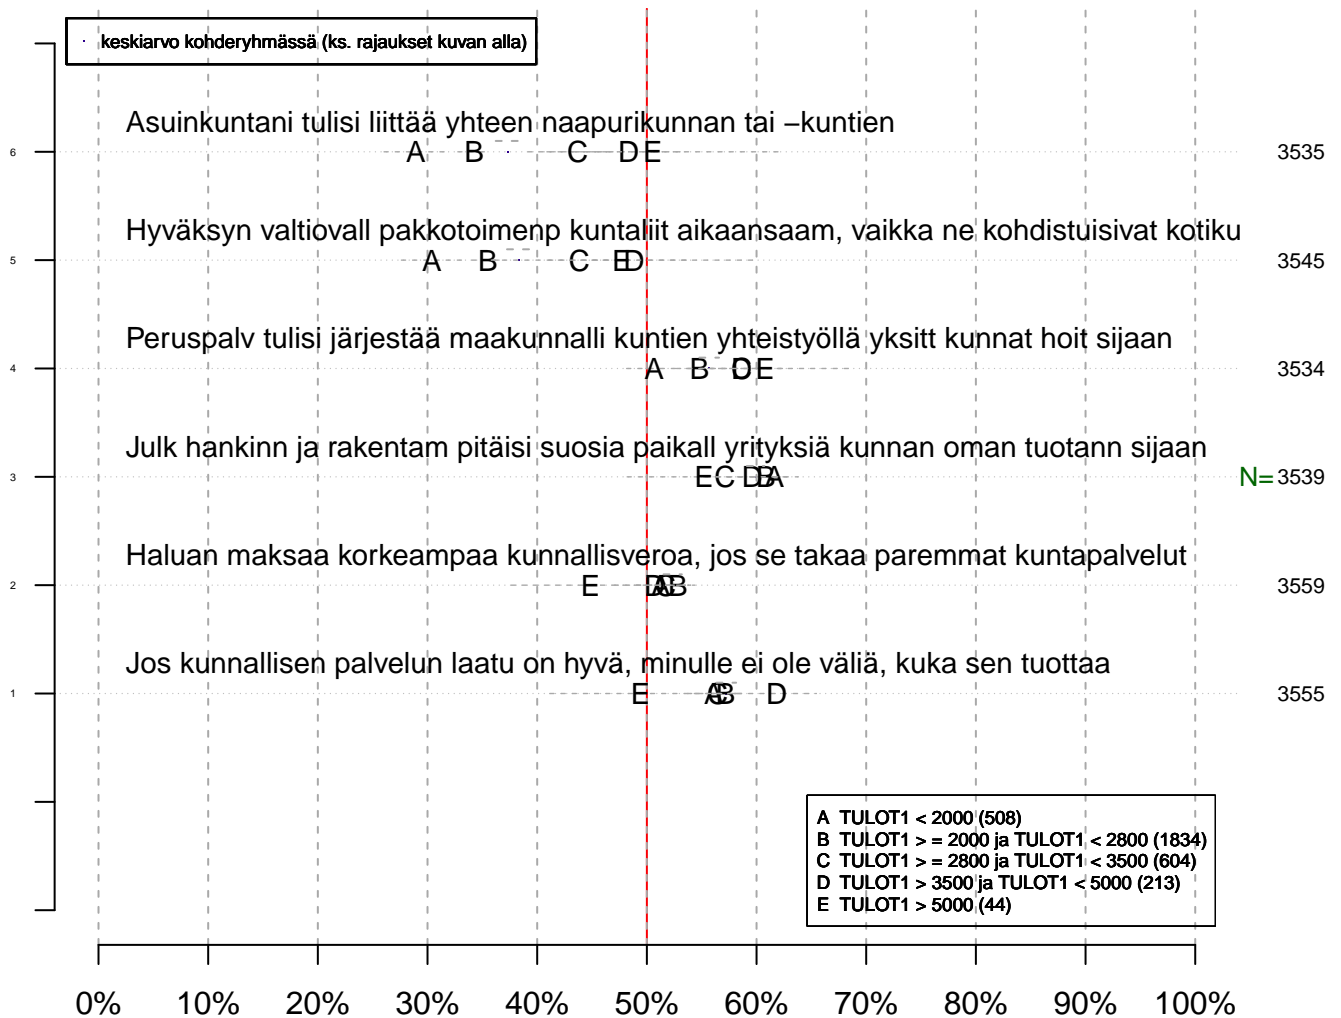 keskiarvo kohderyhmässä (ks. rajaukset kuvan alla)
Asuinkuntani tulisi liittää yhteen naapurikunnan tai –kuntien
6 A B C D E 3535
Hyväksyn valtiovall pakkotoimenp kuntaliit aikaansaam, vaikka ne kohdistuisivat kotiku
5 A B C E D 3545
Peruspalv tulisi järjestää maakunnalli kuntien yhteistyöllä yksitt kunnat hoit sijaan
4 A B C D E 3534
Julk hankinn ja rakentam pitäisi suosia paikall yrityksiä kunnan oman tuotann sijaan
3 E C D B A N= 3539
Haluan maksaa korkeampaa kunnallisveroa, jos se takaa paremmat kuntapalvelut
2 E D A C B 3559
Jos kunnallisen palvelun laatu on hyvä, minulle ei ole väliä, kuka sen tuottaa
1 E A C B D 3555
A TULOT1 < 2000 (508)
B TULOT1 > = 2000 ja TULOT1 < 2800 (1834)
C TULOT1 > = 2800 ja TULOT1 < 3500 (604)
D TULOT1 > 3500 ja TULOT1 < 5000 (213)
E TULOT1 > 5000 (44)
0% 10% 20% 30% 40% 50% 60% 70% 80% 90% 100%